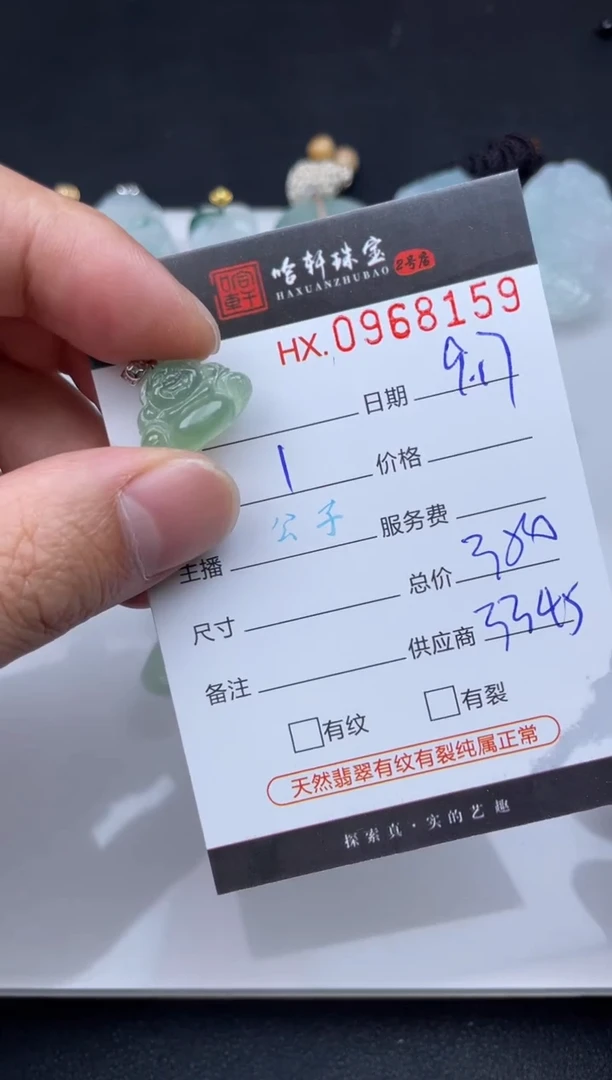 哈轩珠宝 2号店
HAXUANZHUBAO
HX.0968159
日期 9.17
1 价格
公子 服务费
主播 总价 380
尺寸 供应商 3345
备注
有纹 有裂
天然翡翠有纹有裂纯属正常
探索真·实的艺趣